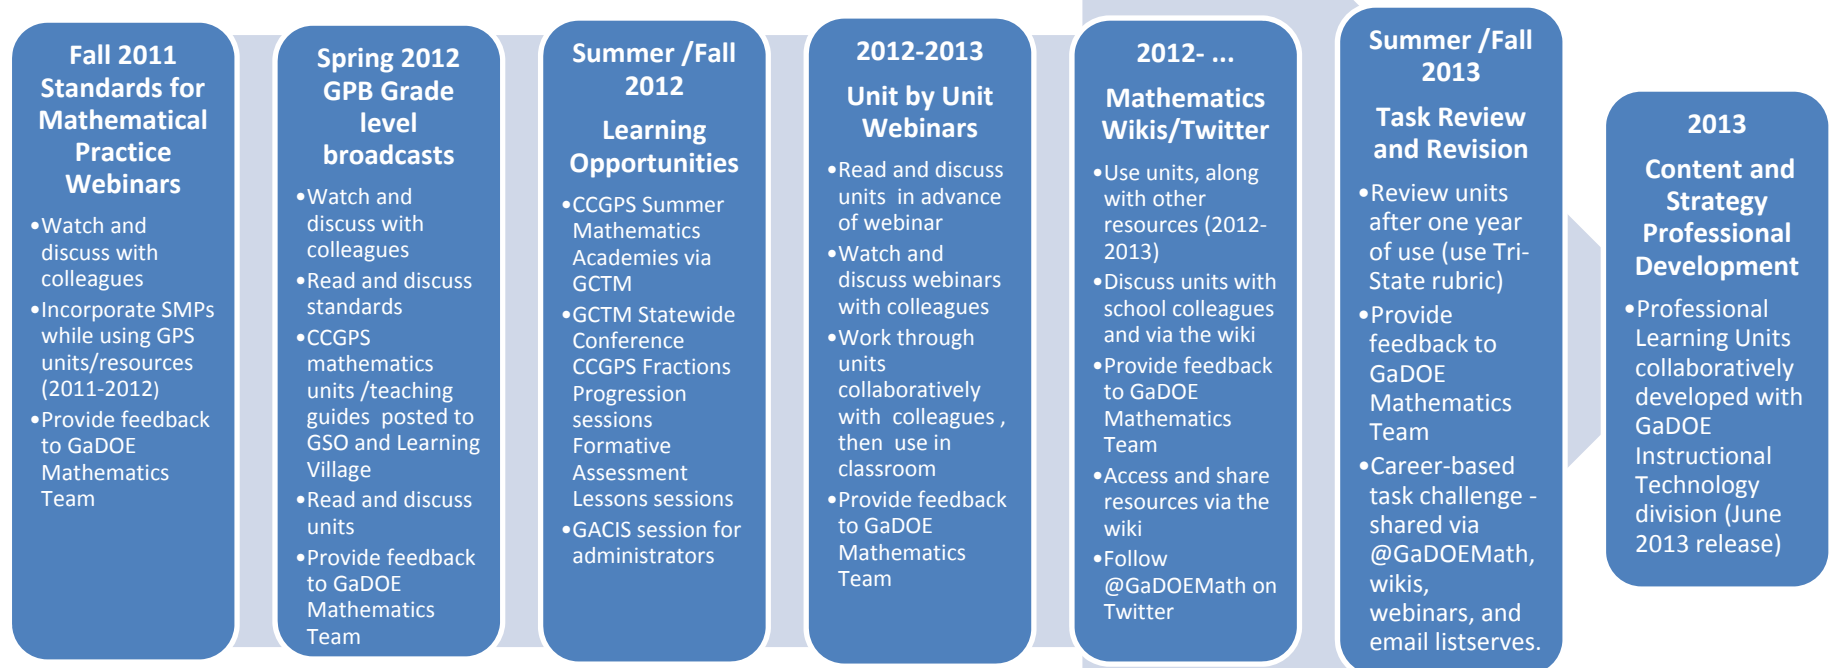 Fall 2011
Standards for
Mathematical
Practice
Webinars
•Watch and
discuss with
colleagues
•Incorporate SMPs
while using GPS
units/resources
(2011-2012)
•Provide feedback
to GaDOE
Mathematics
Team
Spring 2012
GPB Grade
level
broadcasts
•Watch and
discuss with
colleagues
•Read and discuss
standards
•CCGPS
mathematics
units /teaching
guides posted to
GSO and Learning
Village
•Read and discuss
units
•Provide feedback
to GaDOE
Mathematics
Team
Summer /Fall
2012
Learning
Opportunities
•CCGPS Summer
Mathematics
Academies via
GCTM
•GCTM Statewide
Conference
CCGPS Fractions
Progression
sessions
Formative
Assessment
Lessons sessions
•GACIS session for
administrators
2012-2013
Unit by Unit
Webinars
•Read and discuss
units in advance
of webinar
•Watch and
discuss webinars
with colleagues
•Work through
units
collaboratively
with colleagues ,
then use in
classroom
•Provide feedback
to GaDOE
Mathematics
Team
2012- ...
Mathematics
Wikis/Twitter
•Use units, along
with other
resources (2012-
2013)
•Discuss units with
school colleagues
and via the wiki
•Provide feedback
to GaDOE
Mathematics
Team
•Access and share
resources via the
wiki
•Follow
@GaDOEMath on
Twitter
Summer /Fall
2013
Task Review
and Revision
•Review units
after one year
of use (use Tri-
State rubric)
•Provide
feedback to
GaDOE
Mathematics
Team
•Career-based
task challenge -
shared via
@GaDOEMath,
wikis,
webinars, and
email listserves.
2013
Content and
Strategy
Professional
Development
•Professional
Learning Units
collaboratively
developed with
GaDOE
Instructional
Technology
division (June
2013 release)